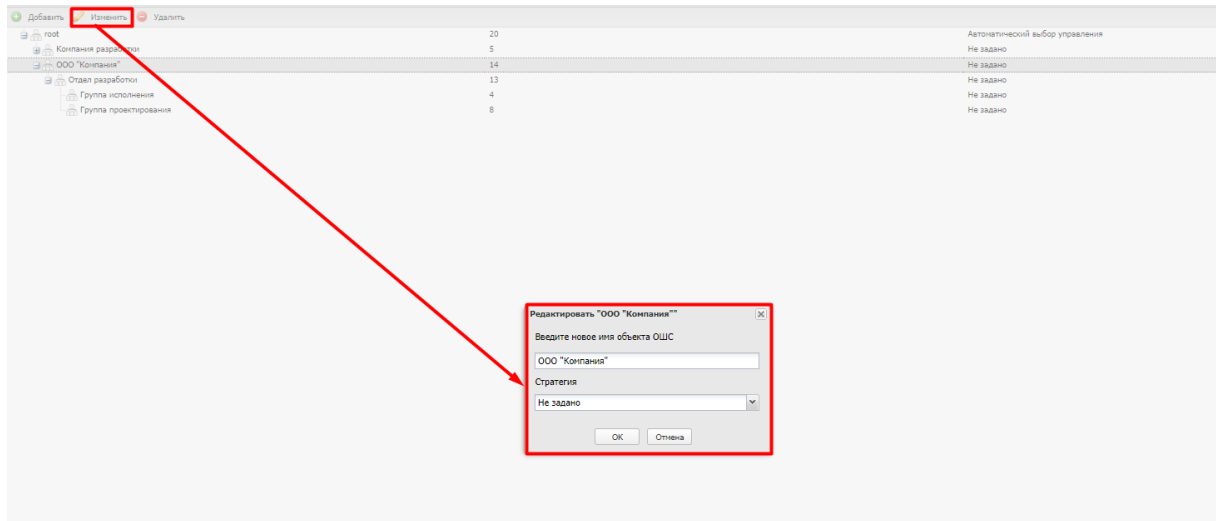 Добавить Изменить Удалить
root 20 Автоматический выбор управления
Компания разработки 5 Не задано
ООО "Компания" 14 Не задано
Отдел разработки 13 Не задано
Группа исполнения 4 Не задано
Группа проектирования 8 Не задано
Редактировать "ООО "Компания""
Введите новое имя объекта ОШС
ООО "Компания"
Стратегия
Не задано
ОК Отмена